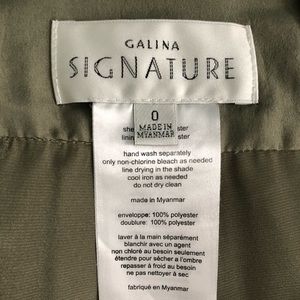 GALINA
SIGNATURE
0
MADE IN
MYANMAR
hand wash separately
only non-chlorine bleach as needed
line drying in the shade
cool iron as needed
do not dry clean
made in Myanmar
enveloppe: 100% polyester
doublure: 100% polyester
laver à la main séparément
blanchir avec un agent
non chloré au besoin seulement
étendre pour sécher a l'ombre
repasser à froid au besoin
ne pas nettoyer à sec
fabriqué en Myanmar